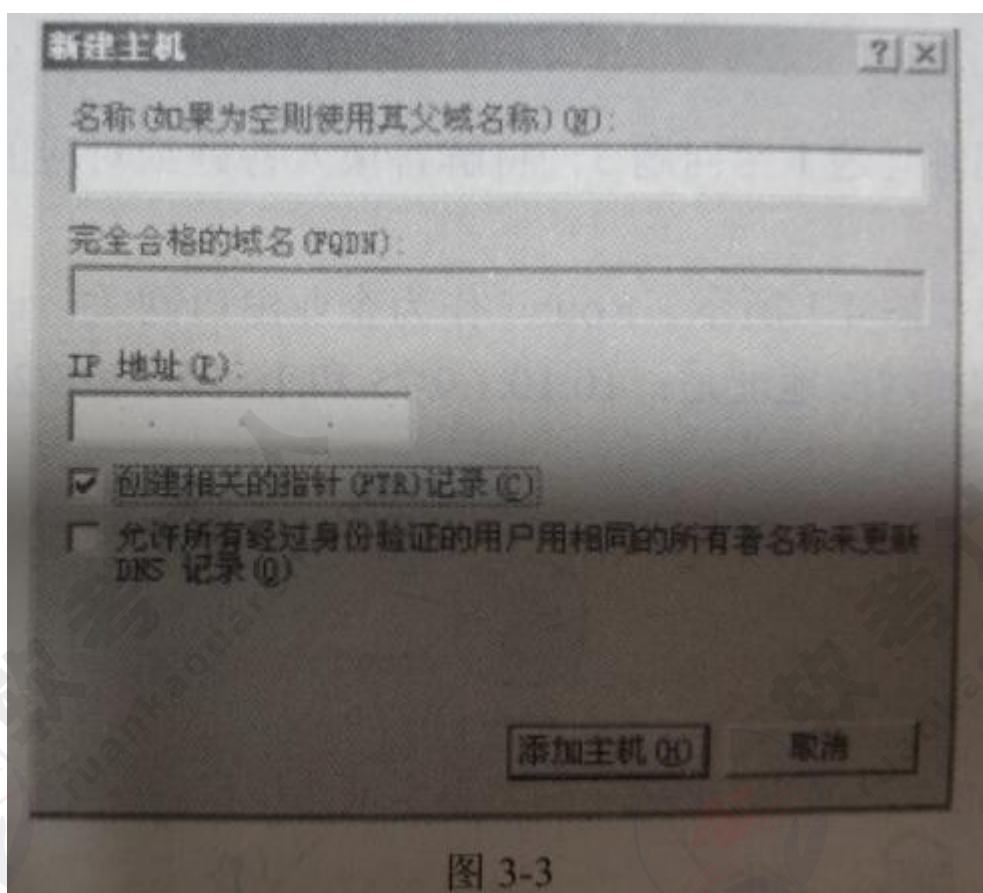 新建主机
? ×
名称(如果为空则使用其父域名称)(N):
完全合格的域名(FQDN):
IP 地址(P):
创建相关的指针(PTR)记录(C)
允许所有经过身份验证的用户用相同的所有者名称来更新
DNS 记录(O)
添加主机(H)
取消
图 3-3